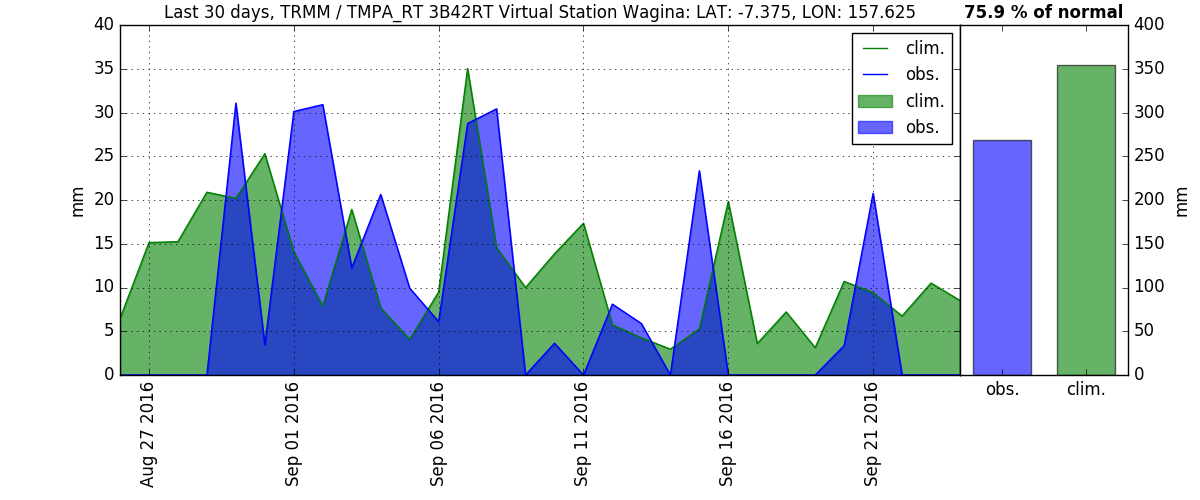 Last 30 days, TRMM / TMPA_RT 3B42RT Virtual Station Wagina: LAT: -7.375, LON: 157.625
75.9 % of normal
40
35
30
25
20
15
10
5
0
mm
clim.
obs.
clim.
obs.
Aug 27 2016
Sep 01 2016
Sep 06 2016
Sep 11 2016
Sep 16 2016
Sep 21 2016
400
350
300
250
200
150
100
50
0
mm
obs.
clim.